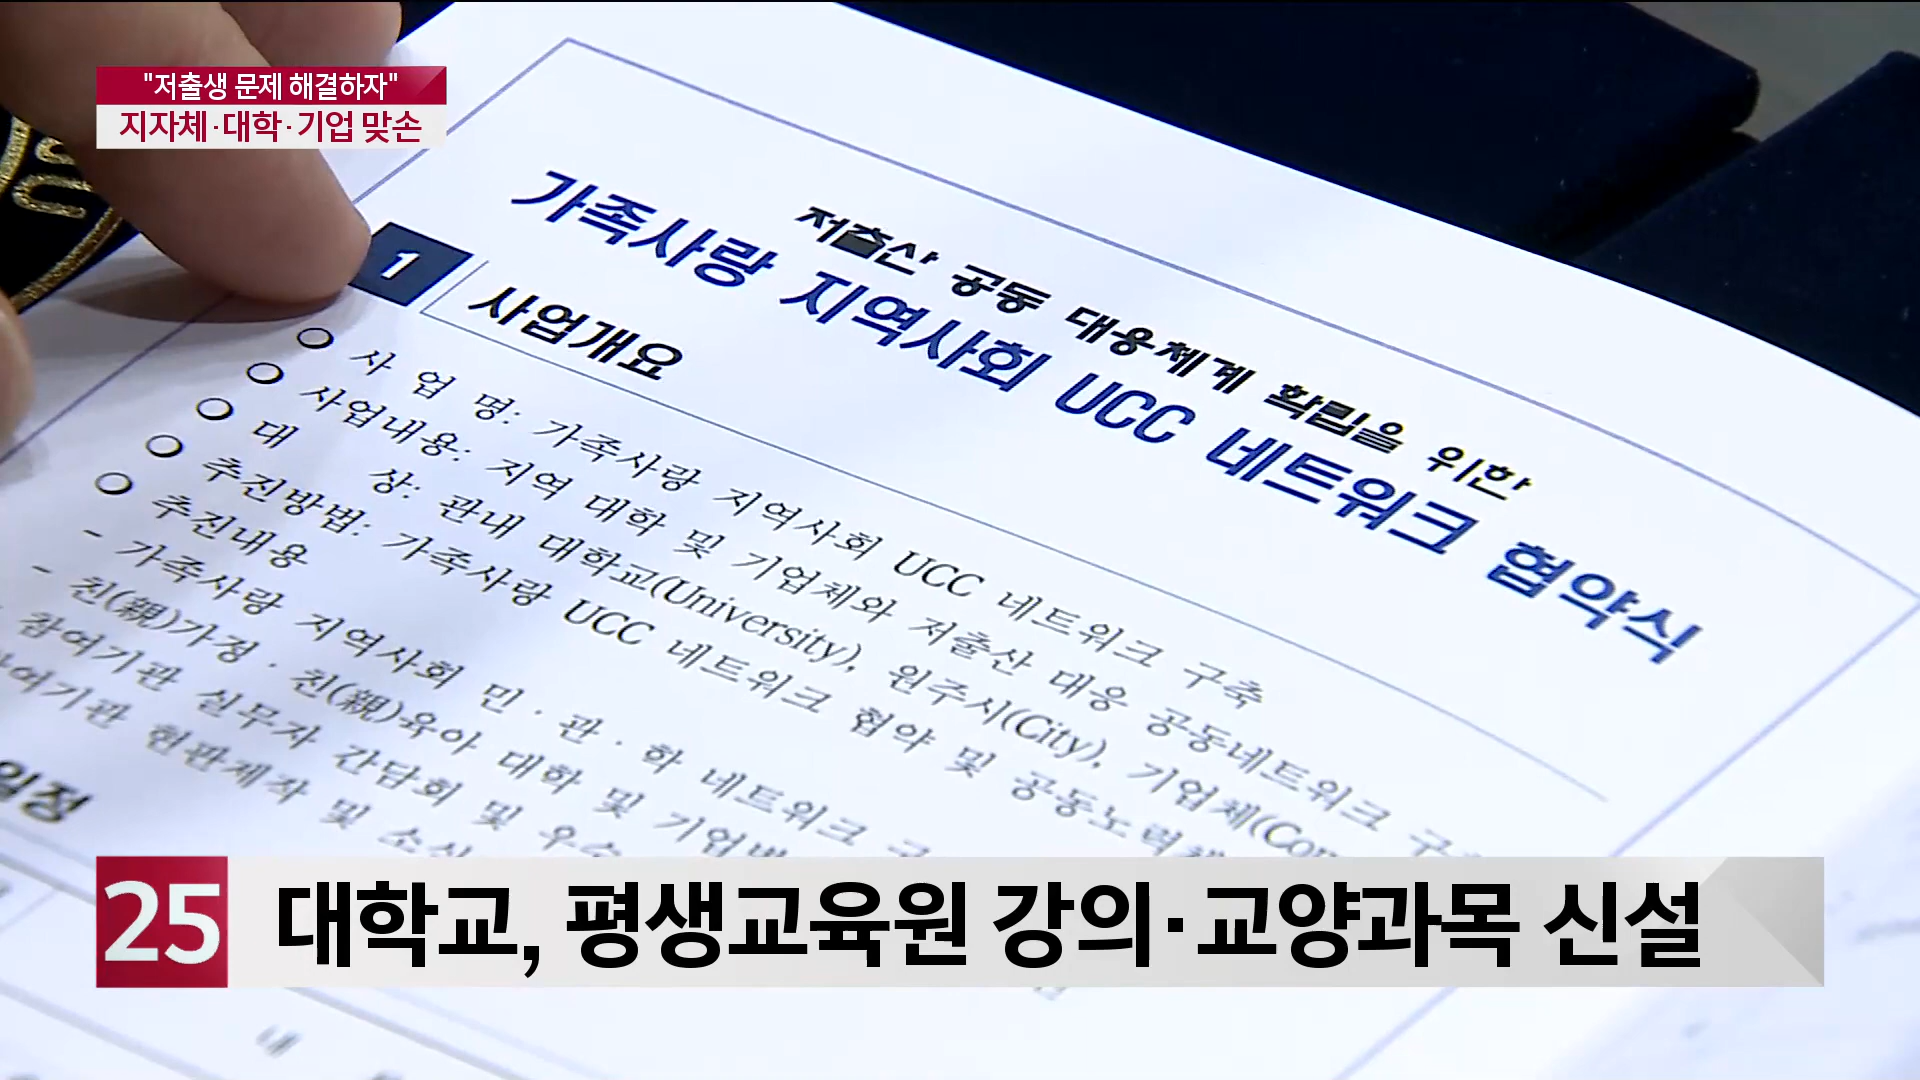 "저출생 문제 해결하자"
지자체·대학·기업 맞손
저출산 공동 대응체계 확립을 위한
가족사랑 지역사회 UCC 네트워크 협약식
1 사업개요
○ 사 업 명: 가족사랑 지역사회 UCC 네트워크 구축
○ 사업내용: 지역 대학 및 기업체와 저출산 대응 공동네트워크
○ 대 상: 관내 대학교(University), 원주시(City), 기업체(Com
○ 추진방법: 가족사랑 UCC 네트워크 협약 및 공동노력
○ 추진내용
- 가족사랑 지역사회 민·관·학 네트워크
- 친(親)가정·친(親)육아 대학 및 기업
참여기관 실무자 간담회 및 우수
참여기관 현판제작 및 소식
일정
내
25 대학교, 평생교육원 강의·교양과목 신설